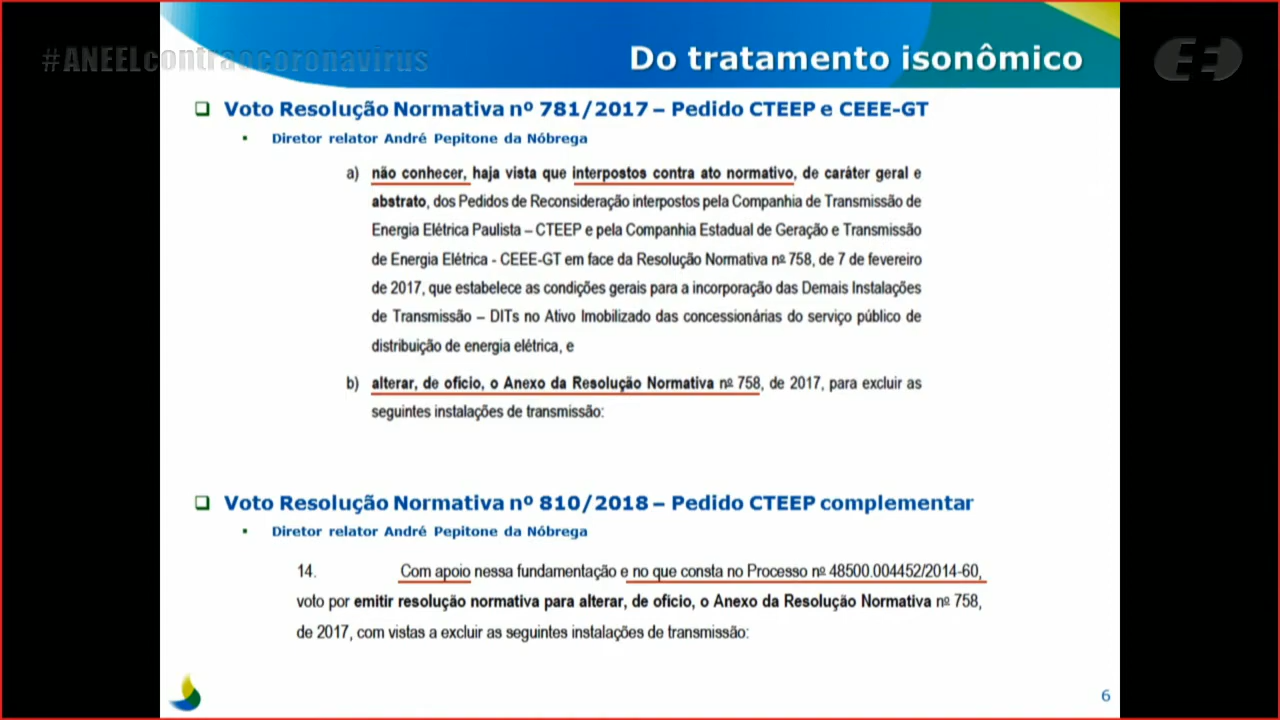 #ANEELcontraocoronavirus
Do tratamento isonômico
Voto Resolução Normativa nº 781/2017 – Pedido CTEEP e CEEE-GT
Diretor relator André Pepitone da Nóbrega
a) não conhecer, haja vista que interpostos contra ato normativo, de caráter geral e
abstrato, dos Pedidos de Reconsideração interpostos pela Companhia de Transmissão de
Energia Elétrica Paulista – CTEEP e pela Companhia Estadual de Geração e Transmissão
de Energia Elétrica - CEEE-GT em face da Resolução Normativa nº 758, de 7 de fevereiro
de 2017, que estabelece as condições gerais para a incorporação das Demais Instalações
de Transmissão – DITs no Ativo Imobilizado das concessionárias do serviço público de
distribuição de energia elétrica, e
b) alterar, de ofício, o Anexo da Resolução Normativa nº 758, de 2017, para excluir as
seguintes instalações de transmissão:
Voto Resolução Normativa nº 810/2018 – Pedido CTEEP complementar
Diretor relator André Pepitone da Nóbrega
14. Com apoio nessa fundamentação e no que consta no Processo nº 48500.004452/2014-60,
voto por emitir resolução normativa para alterar, de ofício, o Anexo da Resolução Normativa nº 758,
de 2017, com vistas a excluir as seguintes instalações de transmissão:
6